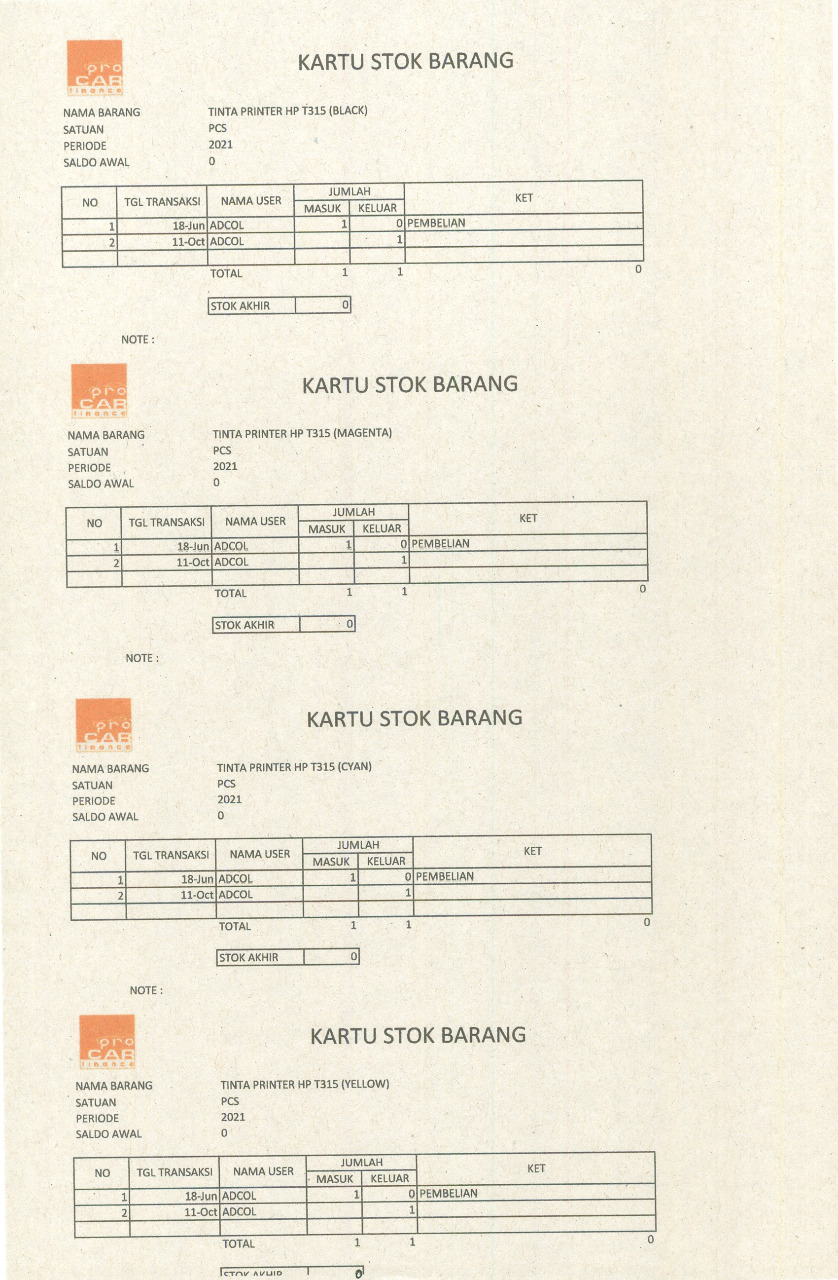 pro
CAR
finance
KARTU STOK BARANG
NAMA BARANG TINTA PRINTER HP T315 (BLACK)
SATUAN PCS
PERIODE 2021
SALDO AWAL 0
NO TGL TRANSAKSI NAMA USER JUMLAH KET
MASUK KELUAR
1 18-Jun ADCOL 1 0 PEMBELIAN
2 11-Oct ADCOL 1
TOTAL 1 1 0
STOK AKHIR 0
NOTE :
pro
CAR
finance
KARTU STOK BARANG
NAMA BARANG TINTA PRINTER HP T315 (MAGENTA)
SATUAN PCS
PERIODE 2021
SALDO AWAL 0
NO TGL TRANSAKSI NAMA USER JUMLAH KET
MASUK KELUAR
1 18-Jun ADCOL 1 0 PEMBELIAN
2 11-Oct ADCOL 1
TOTAL 1 1 0
STOK AKHIR 0
NOTE :
pro
CAR
finance
KARTU STOK BARANG
NAMA BARANG TINTA PRINTER HP T315 (CYAN)
SATUAN PCS
PERIODE 2021
SALDO AWAL 0
NO TGL TRANSAKSI NAMA USER JUMLAH KET
MASUK KELUAR
1 18-Jun ADCOL 1 0 PEMBELIAN
2 11-Oct ADCOL 1
TOTAL 1 1 0
STOK AKHIR 0
NOTE :
pro
CAR
finance
KARTU STOK BARANG
NAMA BARANG TINTA PRINTER HP T315 (YELLOW)
SATUAN PCS
PERIODE 2021
SALDO AWAL 0
NO TGL TRANSAKSI NAMA USER JUMLAH KET
MASUK KELUAR
1 18-Jun ADCOL 1 0 PEMBELIAN
2 11-Oct ADCOL 1
TOTAL 1 1 0
STOK AKHIR 0